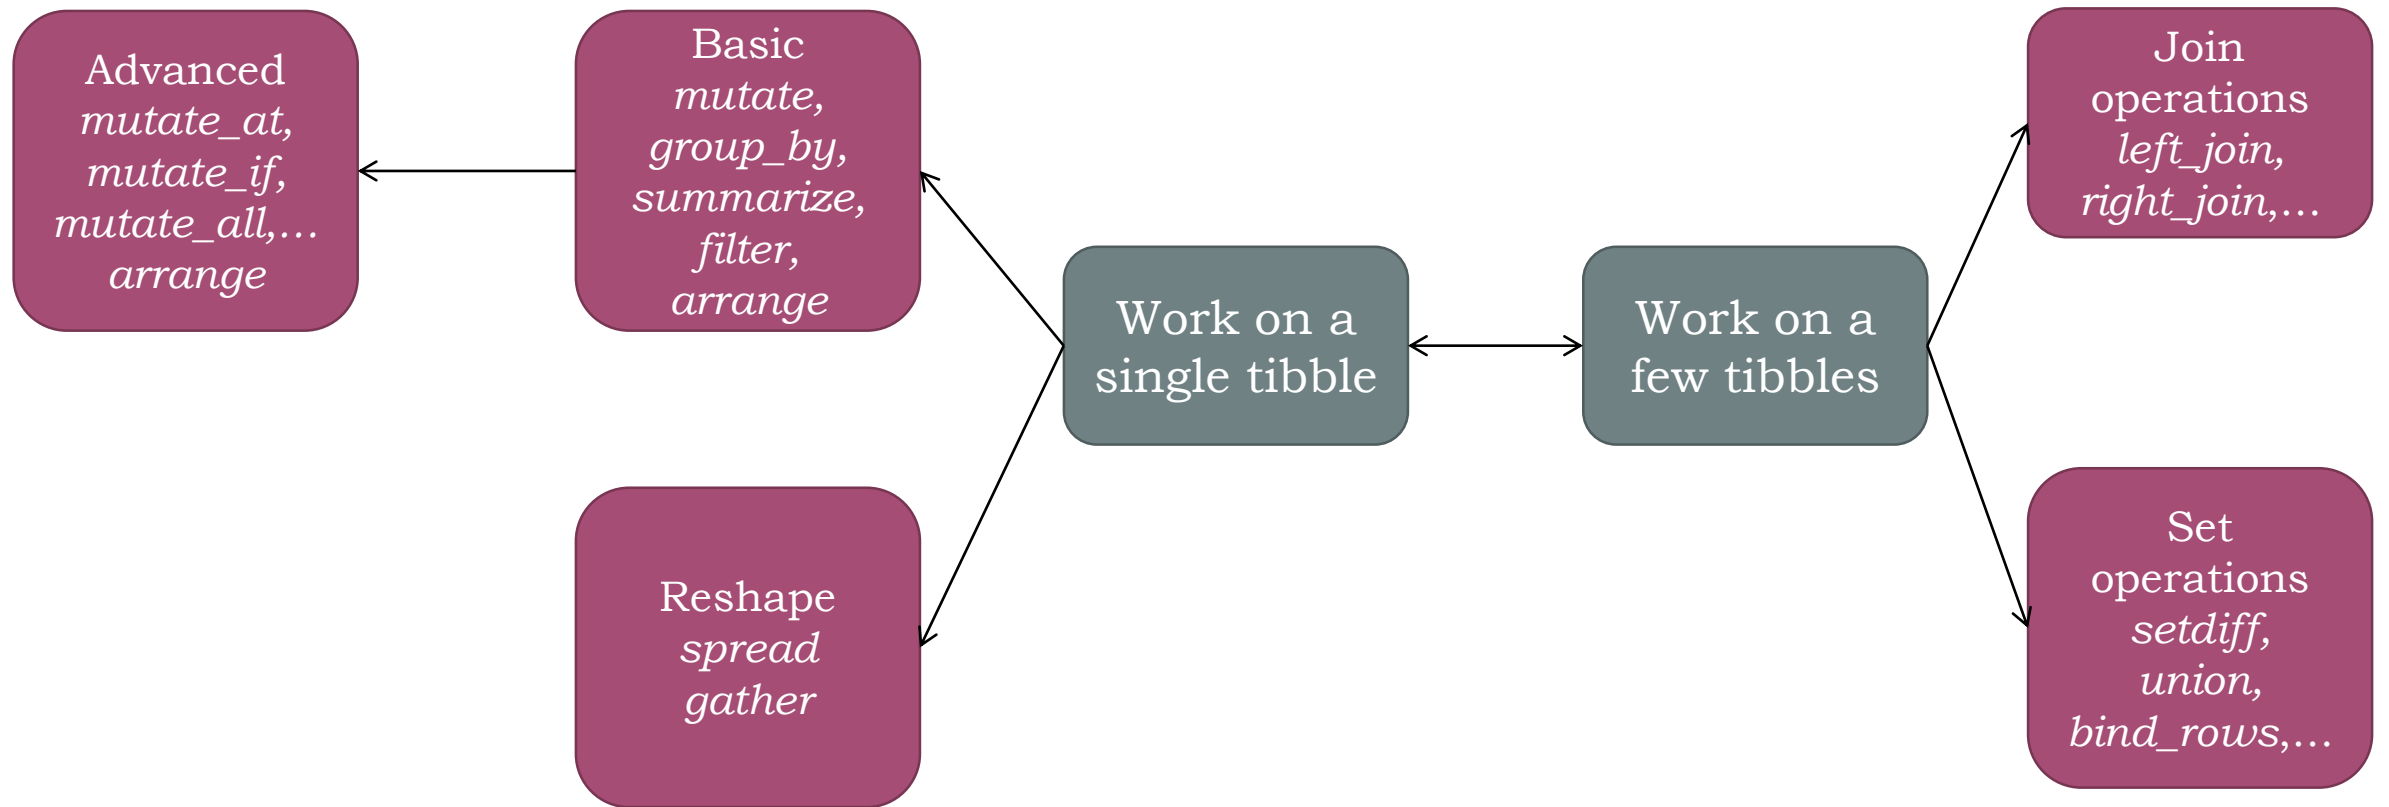 Advanced
mutate_at,
mutate_if,
mutate_all,…
arrange
Basic
mutate,
group_by,
summarize,
filter,
arrange
Reshape
spread
gather
Work on a
single tibble
Work on a
few tibbles
Join
operations
left_join,
right_join,…
Set
operations
setdiff,
union,
bind_rows,…